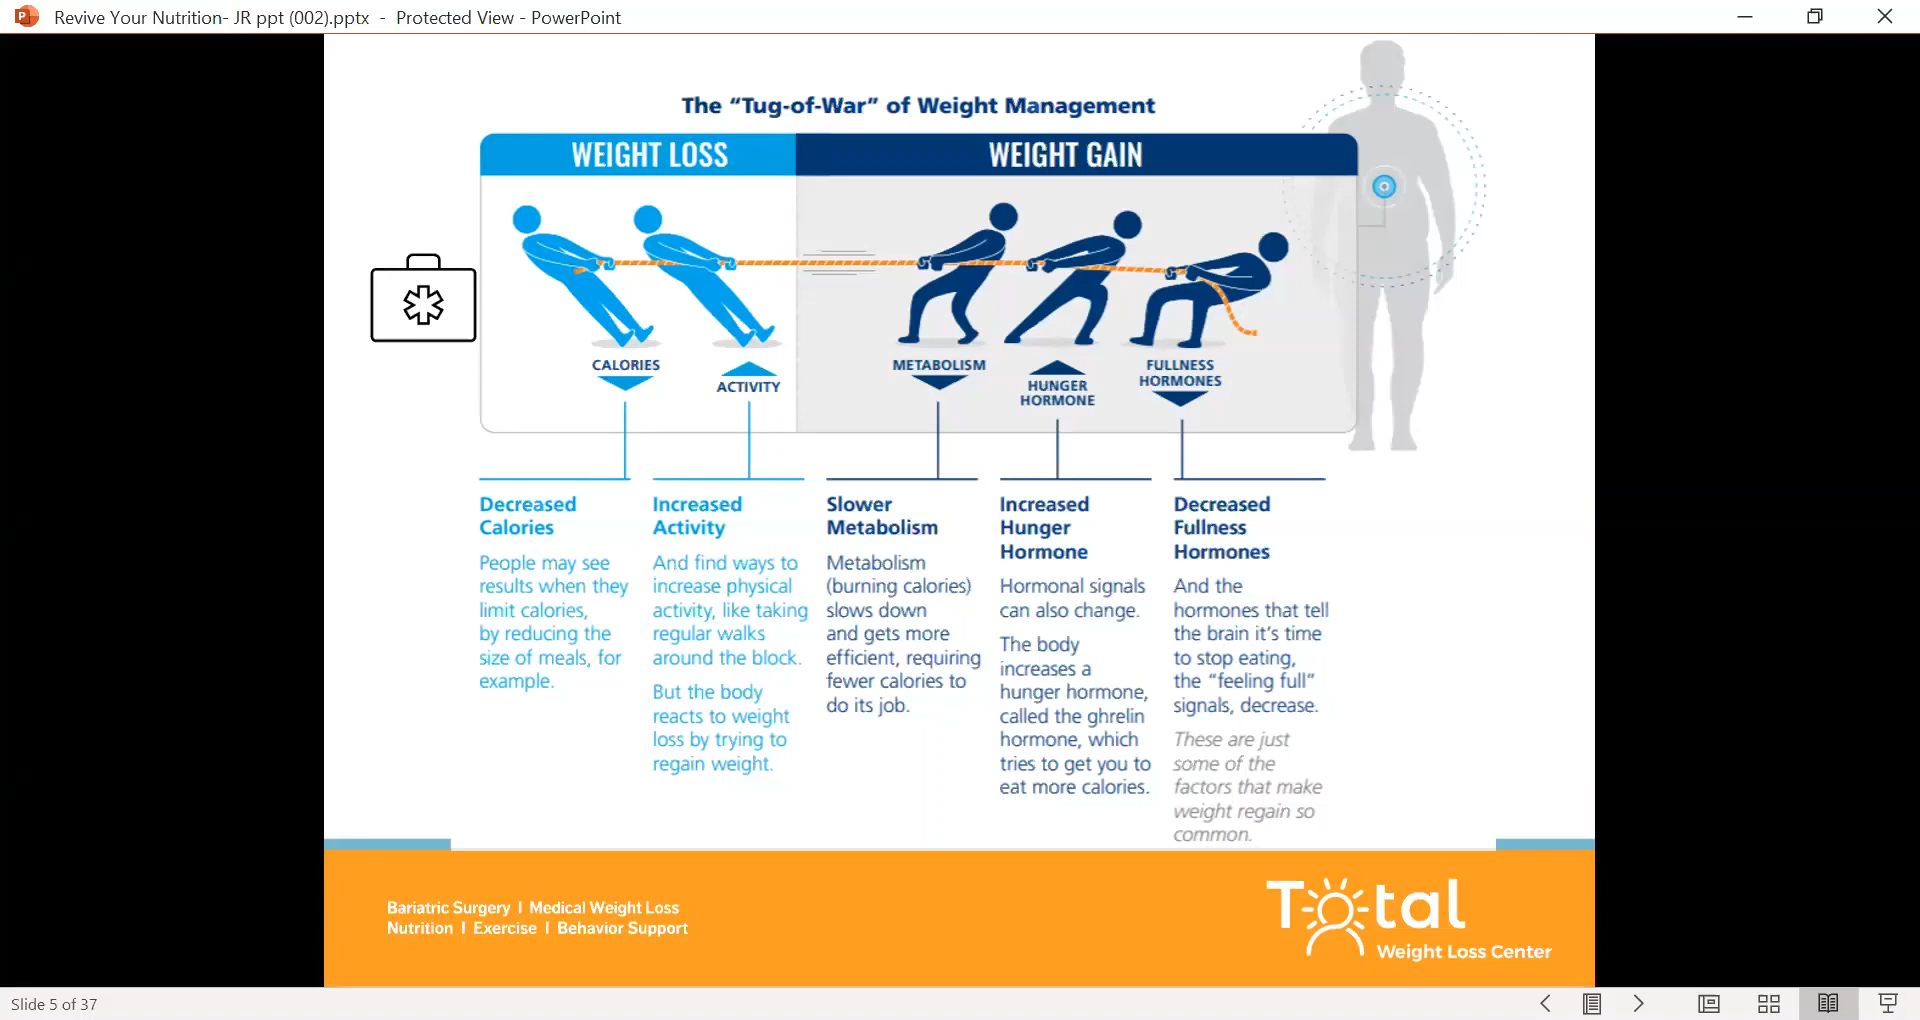 Revive Your Nutrition- JR ppt (002).pptx - Protected View - PowerPoint
The “Tug-of-War” of Weight Management
WEIGHT LOSS
WEIGHT GAIN
CALORIES
ACTIVITY
METABOLISM
HUNGER
HORMONE
FULLNESS
HORMONES
Decreased
Calories
People may see
results when they
limit calories,
by reducing the
size of meals, for
example.
Increased
Activity
And find ways to
increase physical
activity, like taking
regular walks
around the block.
But the body
reacts to weight
loss by trying to
regain weight.
Slower
Metabolism
Metabolism
(burning calories)
slows down
and gets more
efficient, requiring
fewer calories to
do its job.
Increased
Hunger
Hormone
Hormonal signals
can also change.
The body
increases a
hunger hormone,
called the ghrelin
hormone, which
tries to get you to
eat more calories.
Decreased
Fullness
Hormones
And the
hormones that tell
the brain it’s time
to stop eating,
the “feeling full”
signals, decrease.
These are just
some of the
factors that make
weight regain so
common.
Bariatric Surgery | Medical Weight Loss
Nutrition | Exercise | Behavior Support
Total
Weight Loss Center
Slide 5 of 37